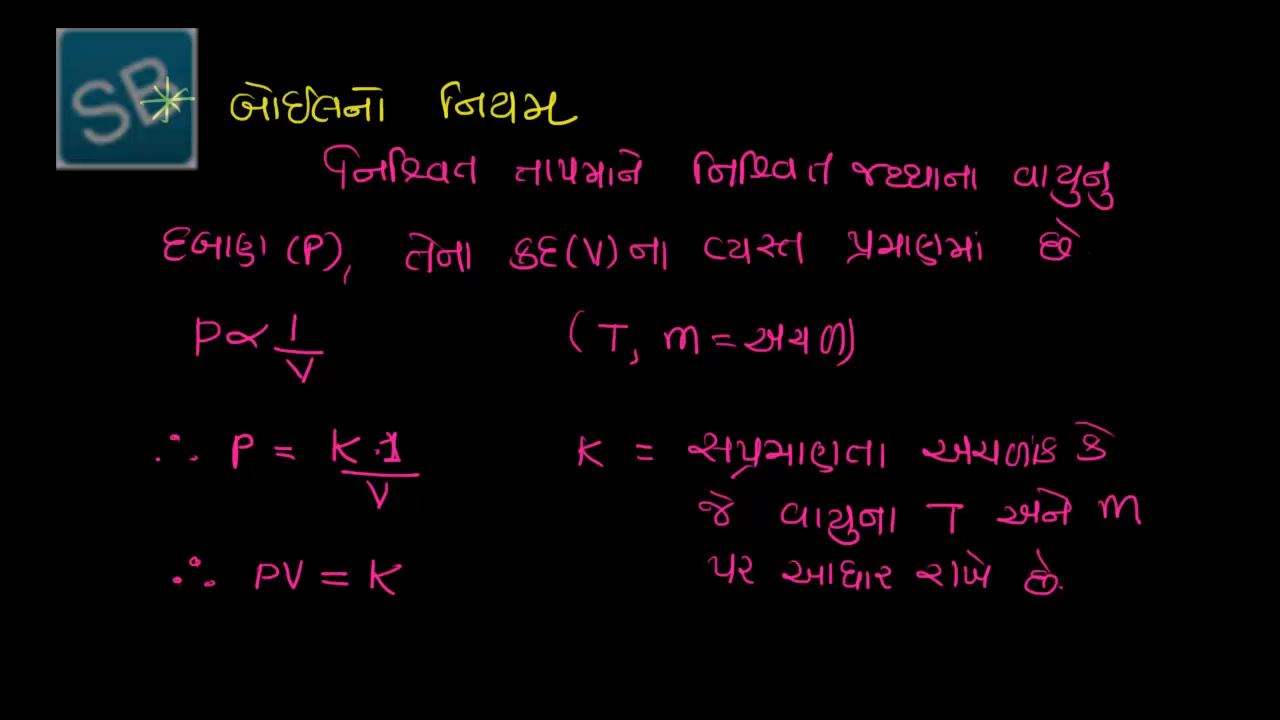 SB
* બોઈલનો નિયમ
નિશ્ચિત તાપમાને નિશ્ચિત જથ્થાના વાયુનુ
દબાણ (P), તેના કદ(V)ના વ્યસ્ત પ્રમાણમાં છે
P ∝ 1/V (T, m = અચળ)
∴ P = K·1/V K = સપ્રમાણતા અચળાંક કે
જે વાયુના T અને m
∴ PV = K પર આધાર રાખે છે.